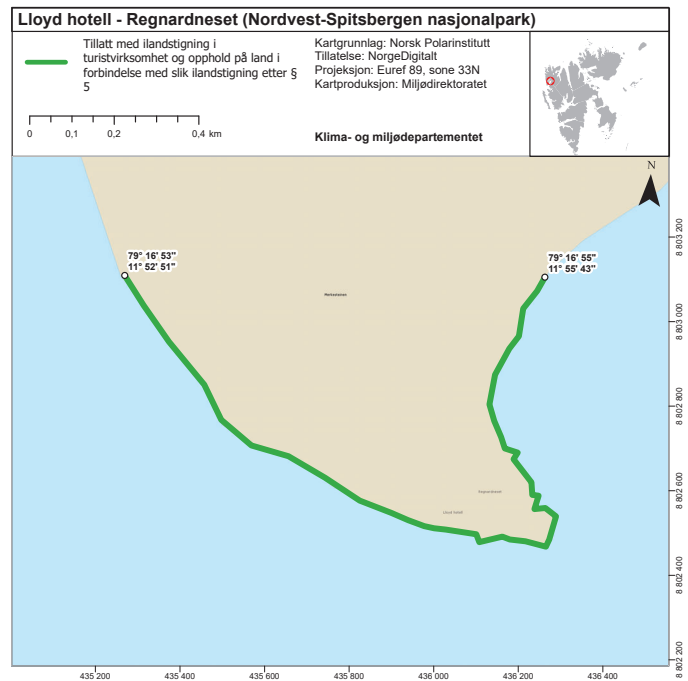 Lloyd hotell - Regnardneset (Nordvest-Spitsbergen nasjonalpark)
Tillatt med ilandstigning i
turistvirksomhet og opphold på land i
forbindelse med slik ilandstigning etter §
5
0 0,1 0,2 0,4 km
Kartgrunnlag: Norsk Polarinstitutt
Tillatelse: NorgeDigitalt
Projeksjon: Euref 89, sone 33N
Kartproduksjon: Miljødirektoratet
Klima- og miljødepartementet
N
79° 16' 53"
11° 52' 51"
79° 16' 55"
11° 55' 43"
Regnardneset
Lloyd hotell
8 803 200
8 803 000
8 802 800
8 802 600
8 802 400
8 802 200
435 200 435 400 435 600 435 800 436 000 436 200 436 400